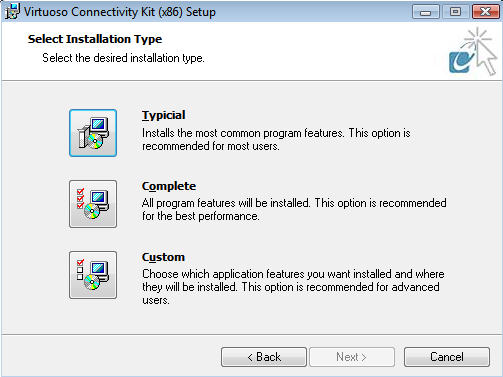 Virtuoso Connectivity Kit (x86) Setup
Select Installation Type
Select the desired installation type.
Typicial
Installs the most common program features. This option is
recommended for most users.
Complete
All program features will be installed. This option is recommended
for the best performance.
Custom
Choose which application features you want installed and where
they will be installed. This option is recommended for advanced
users.
< Back
Next >
Cancel